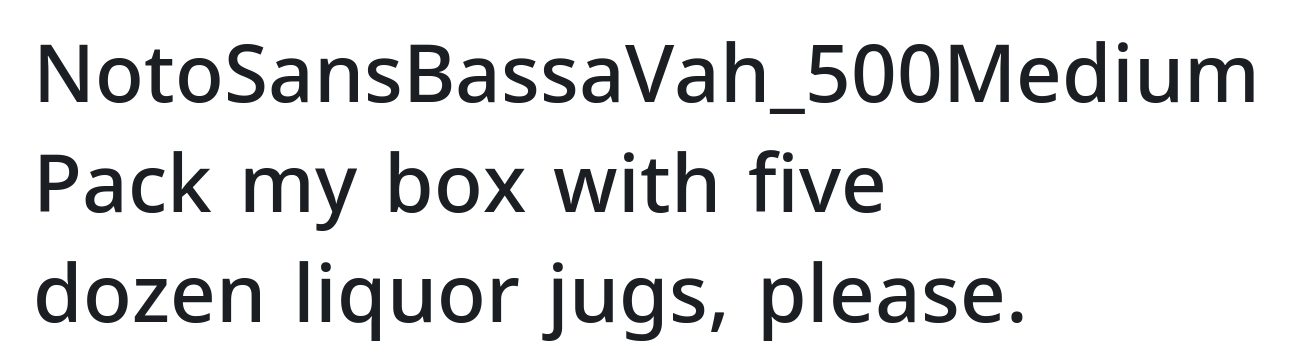 NotoSansBassaVah_500Medium
Pack my box with five
dozen liquor jugs, please.